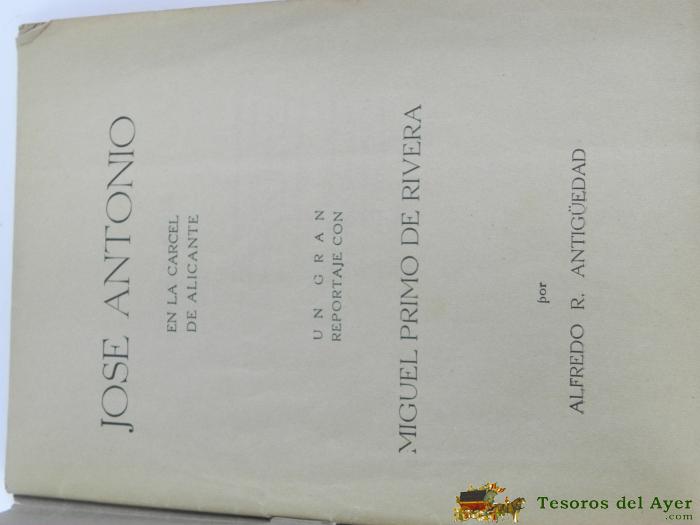 JOSE ANTONIO
EN LA CARCEL
DE ALICANTE
UN GRAN
REPORTAJE CON
MIGUEL PRIMO DE RIVERA
por
ALFREDO R. ANTIGÜEDAD
Tesoros del Ayer
.com